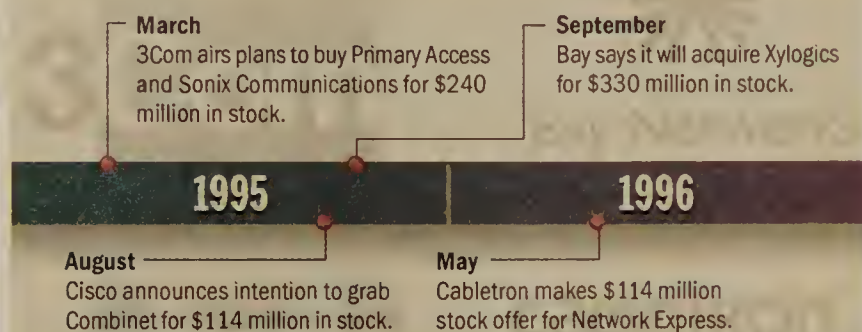 March
3Com airs plans to buy Primary Access
and Sonix Communications for $240
million in stock.
September
Bay says it will acquire Xylogics
for $330 million in stock.
1995
1996
August
Cisco announces intention to grab
Combinet for $114 million in stock.
May
Cabletron makes $114 million
stock offer for Network Express.